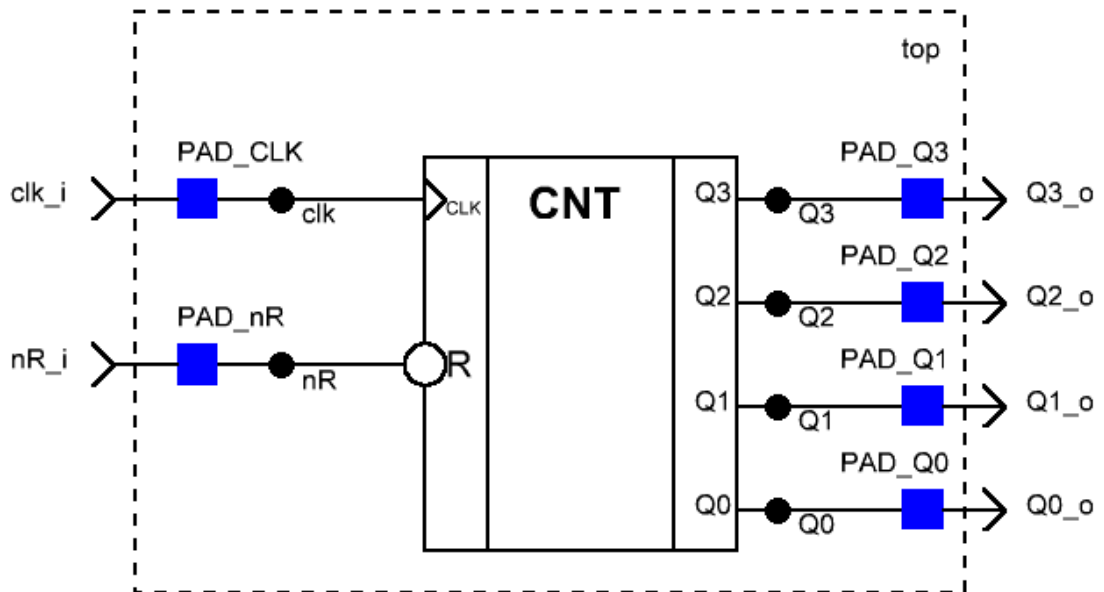 top
PAD_CLK
PAD_Q3
clk_i
clk
CLK
CNT
Q3
Q3
Q3_o
PAD_Q2
Q2
Q2
Q2_o
PAD_nR
nR_i
nR
R
PAD_Q1
Q1
Q1
Q1_o
PAD_Q0
Q0
Q0
Q0_o